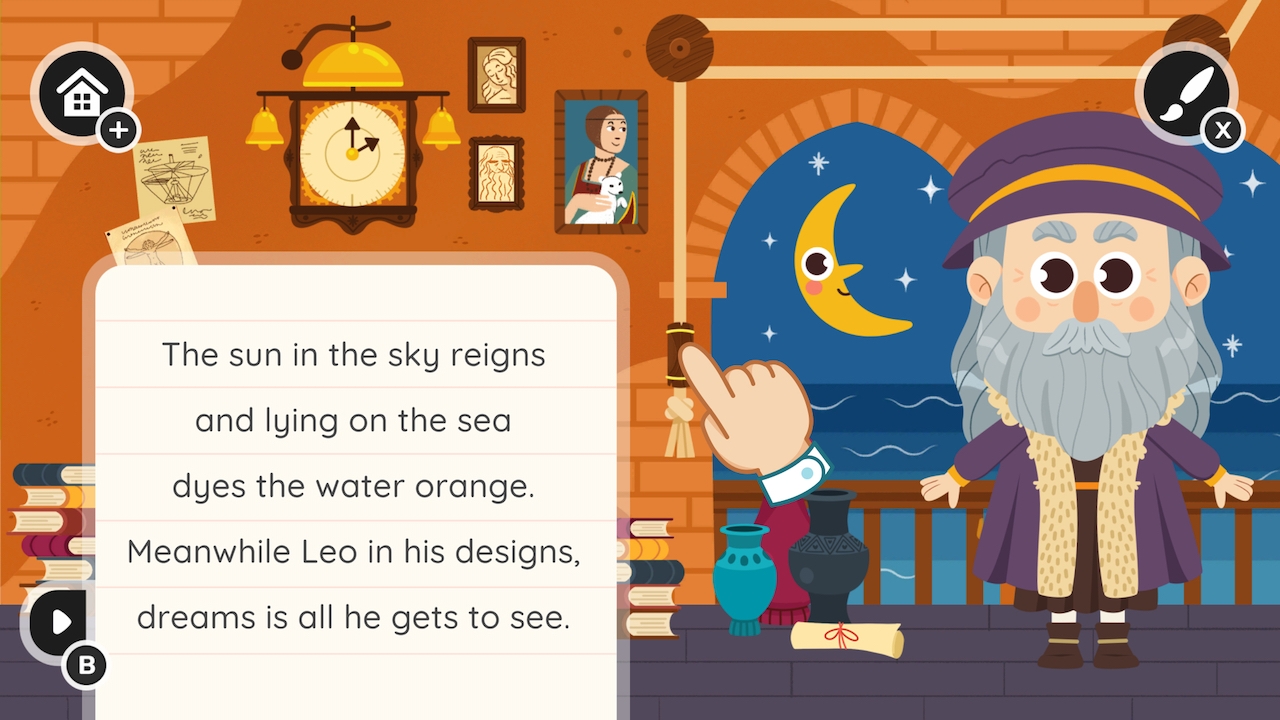 The sun in the sky reigns
and lying on the sea
dyes the water orange.
Meanwhile Leo in his designs,
dreams is all he gets to see.
+
X
B